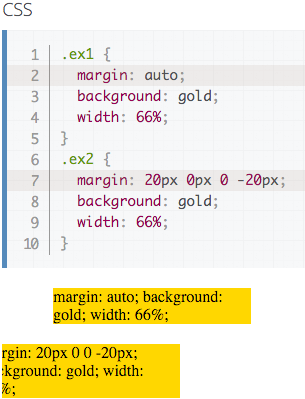 CSS
1 .ex1 {
2 margin: auto;
3 background: gold;
4 width: 66%;
5 }
6 .ex2 {
7 margin: 20px 0px 0 -20px;
8 background: gold;
9 width: 66%;
10 }
margin: auto; background:
gold; width: 66%;
rgin: 20px 0 0 -20px;
kground: gold; width:
%;